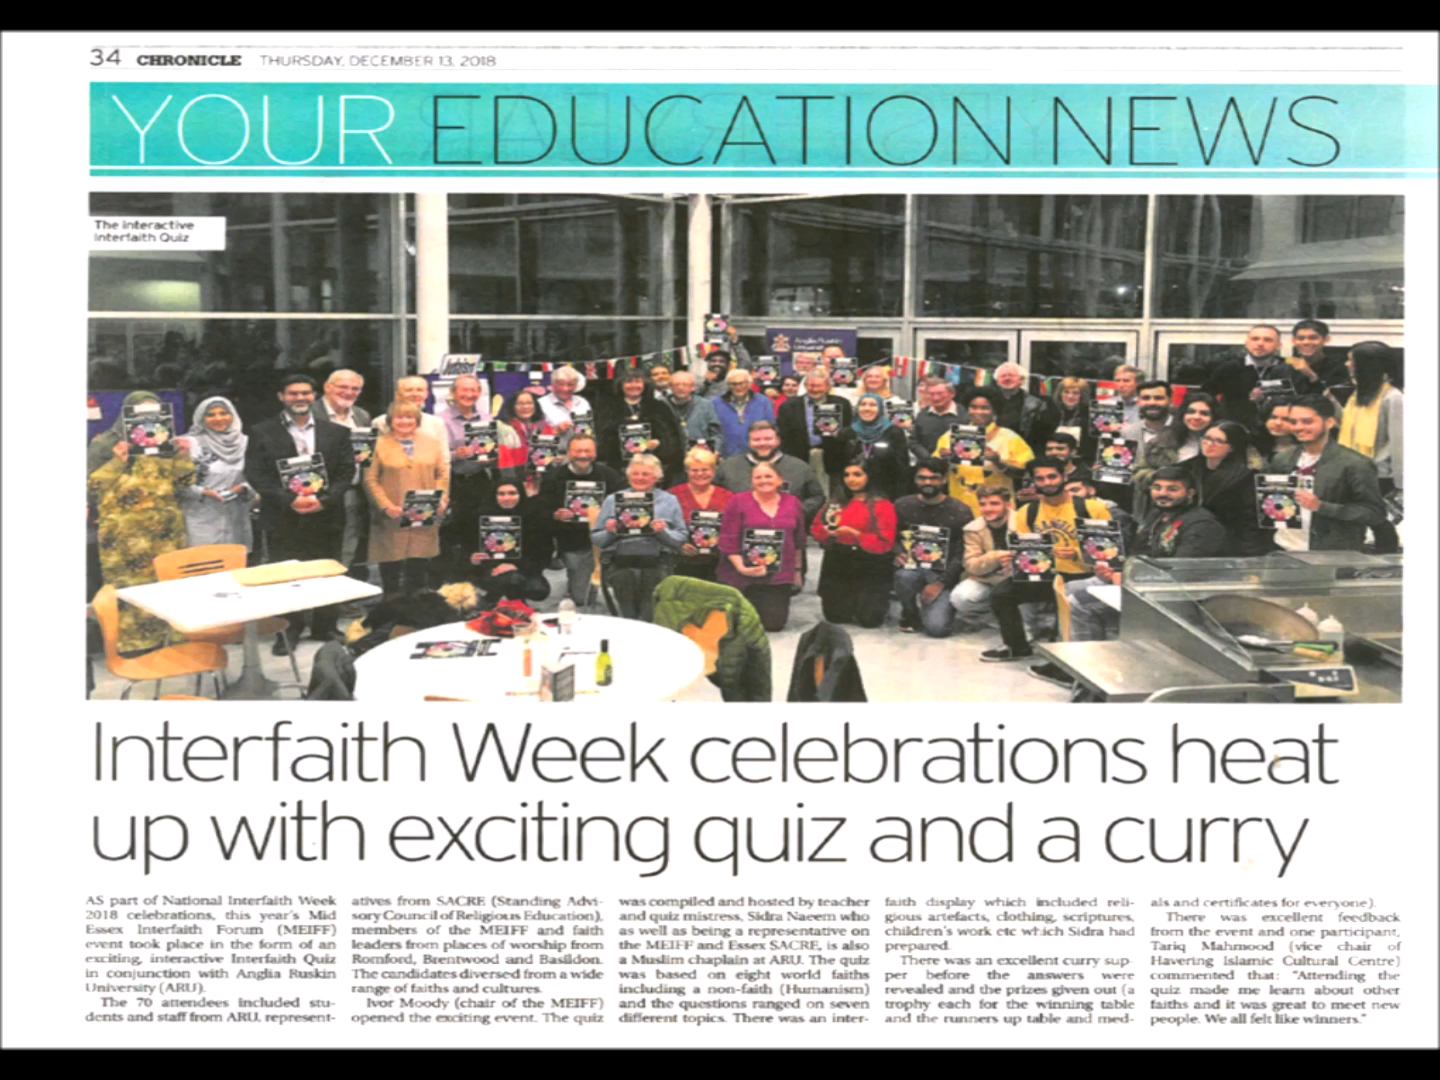 34 CHRONICLE THURSDAY, DECEMBER 13, 2018
YOUR EDUCATION NEWS
The interactive
Interfaith Quiz
Anglia Ruskin
University
Interfaith Week celebrations heat
up with exciting quiz and a curry
AS part of National Interfaith Week
2018 celebrations, this year's Mid
Essex Interfaith Forum (MEIFF)
event took place in the form of an
exciting, interactive Interfaith Quiz
in conjunction with Anglia Ruskin
University (ARU).
The 70 attendees included stu-
dents and staff from ARU, represent-
atives from SACRE (Standing Advi-
sory Council of Religious Education),
members of the MEIFF and faith
leaders from places of worship from
Romford, Brentwood and Basildon.
The candidates diversed from a wide
range of faiths and cultures.
Ivor Moody (chair of the MEIFF)
opened the exciting event. The quiz
was compiled and hosted by teacher
and quiz mistress, Sidra Naeem who
as well as being a representative on
the MEIFF and Essex SACRE, is also
a Muslim chaplain at ARU. The quiz
was based on eight world faiths
including a non-faith (Humanism)
and the questions ranged on seven
different topics. There was an inter-
faith display which included reli-
gious artefacts, clothing, scriptures,
children's work etc which Sidra had
prepared.
There was an excellent curry sup-
per before the answers were
revealed and the prizes given out (a
trophy each for the winning table
and the runners up table and med-
als and certificates for everyone).
There was excellent feedback
from the event and one participant,
Tariq Mahmood (vice chair of
Havering Islamic Cultural Centre)
commented that: "Attending the
quiz made me learn about other
faiths and it was great to meet new
people. We all felt like winners."